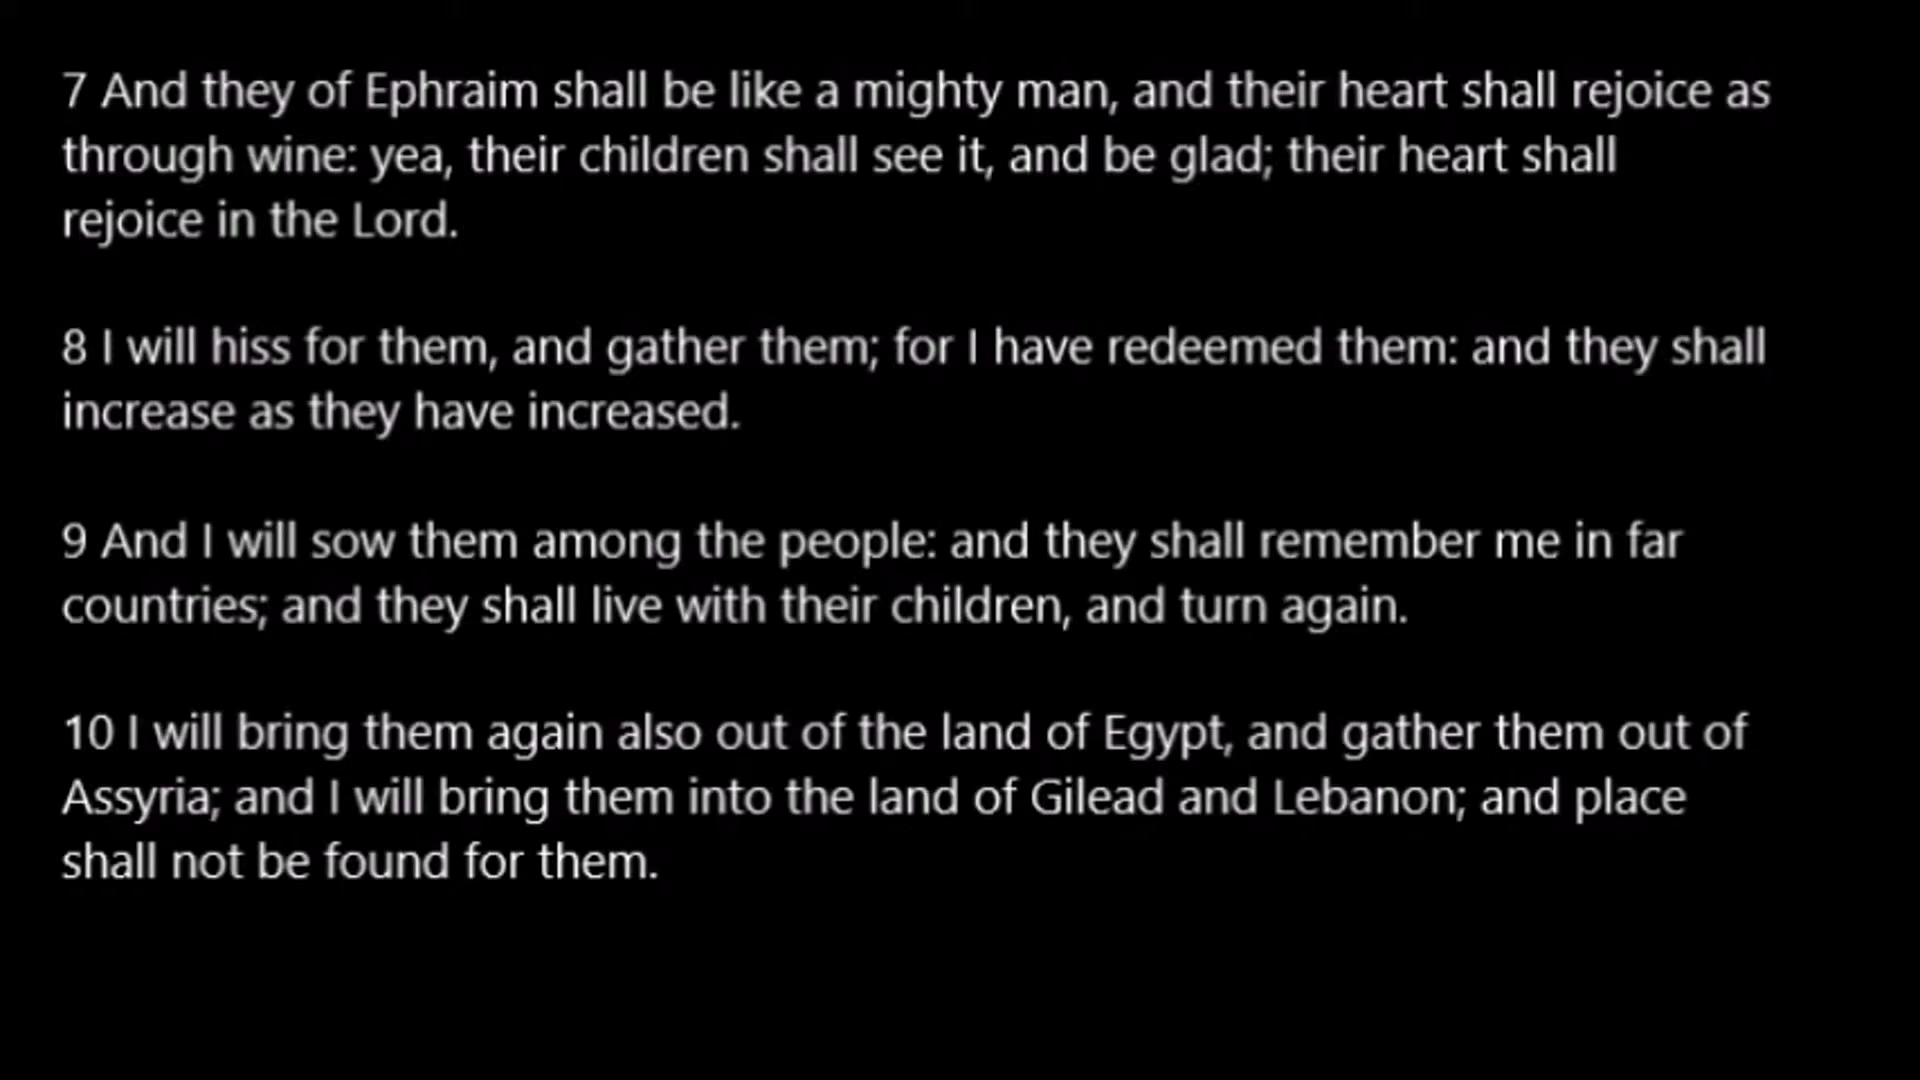 7 And they of Ephraim shall be like a mighty man, and their heart shall rejoice as
through wine: yea, their children shall see it, and be glad; their heart shall
rejoice in the Lord.
8 I will hiss for them, and gather them; for I have redeemed them: and they shall
increase as they have increased.
9 And I will sow them among the people: and they shall remember me in far
countries; and they shall live with their children, and turn again.
10 I will bring them again also out of the land of Egypt, and gather them out of
Assyria; and I will bring them into the land of Gilead and Lebanon; and place
shall not be found for them.